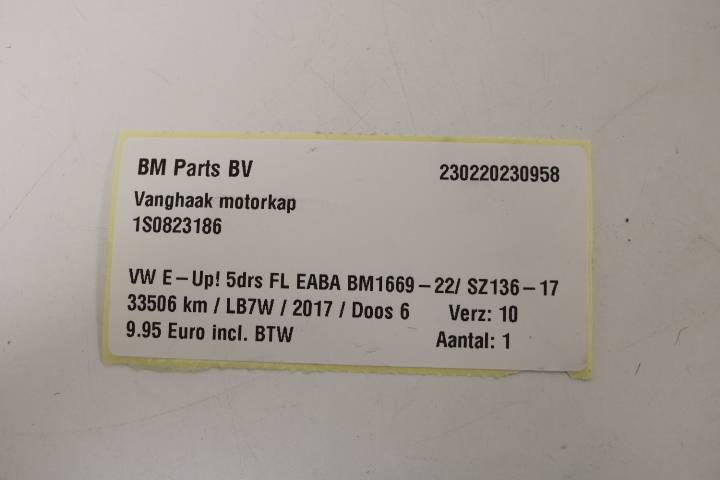 BM Parts BV 230220230958
Vanghaak motorkap
1S0823186
VW E-Up! 5drs FL EABA BM1669-22/ SZ136-17
33506 km / LB7W / 2017 / Doos 6 Verz: 10
9.95 Euro incl. BTW Aantal: 1